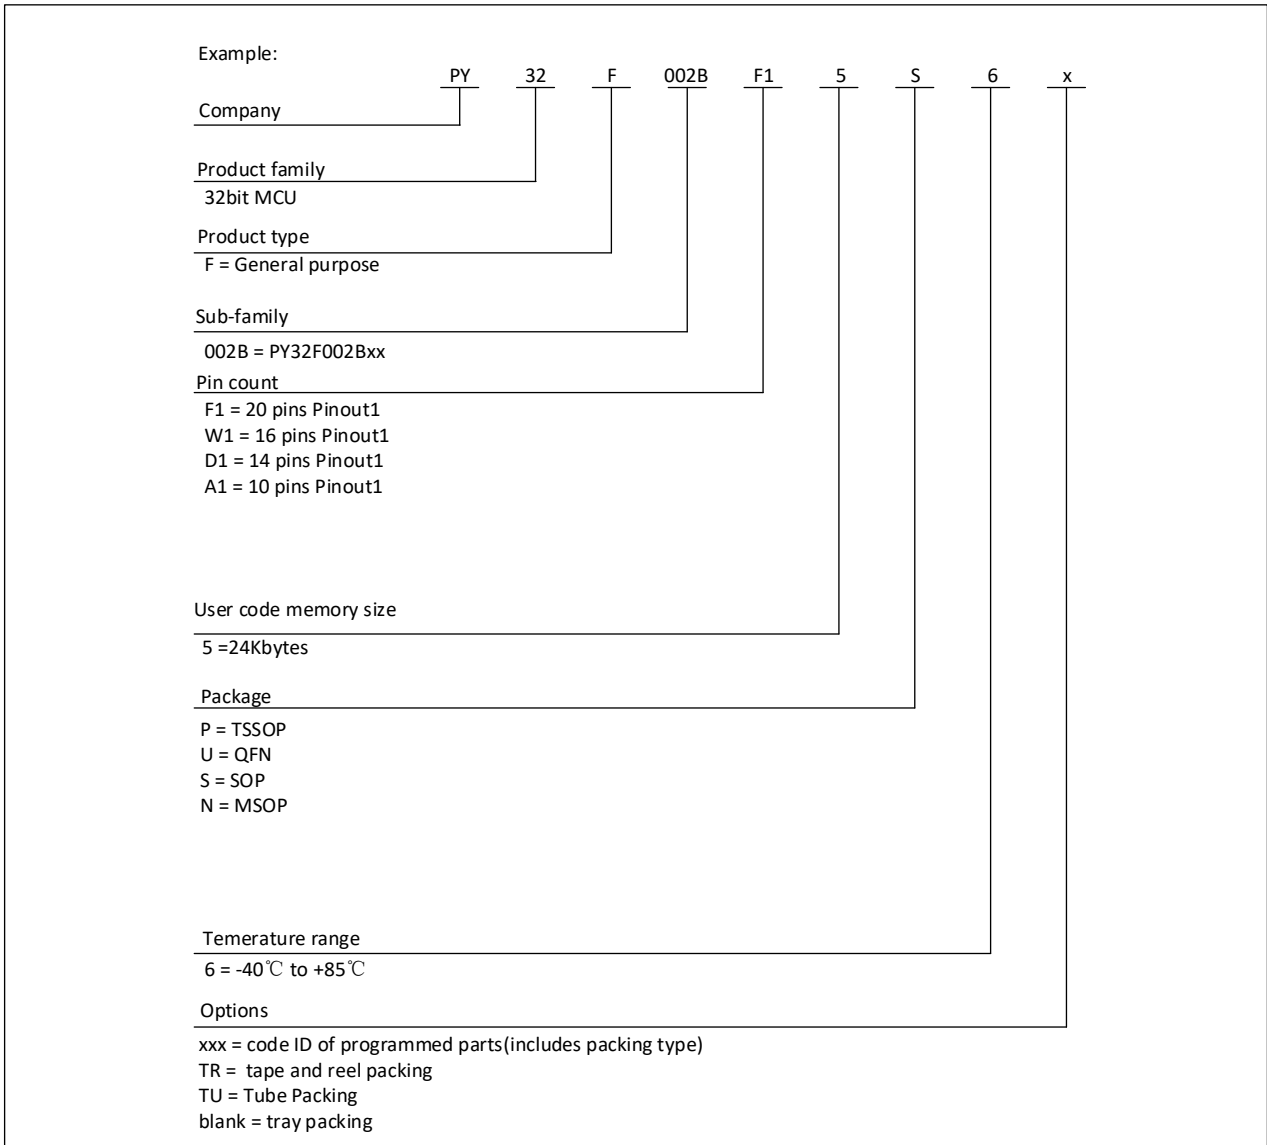 Example:
PY 32 F 002B F1 5 S 6 x
Company
Product family
32bit MCU
Product type
F = General purpose
Sub-family
002B = PY32F002Bxx
Pin count
F1 = 20 pins Pinout1
W1 = 16 pins Pinout1
D1 = 14 pins Pinout1
A1 = 10 pins Pinout1
User code memory size
5 =24Kbytes
Package
P = TSSOP
U = QFN
S = SOP
N = MSOP
Temerature range
6 = -40℃ to +85℃
Options
xxx = code ID of programmed parts(includes packing type)
TR = tape and reel packing
TU = Tube Packing
blank = tray packing